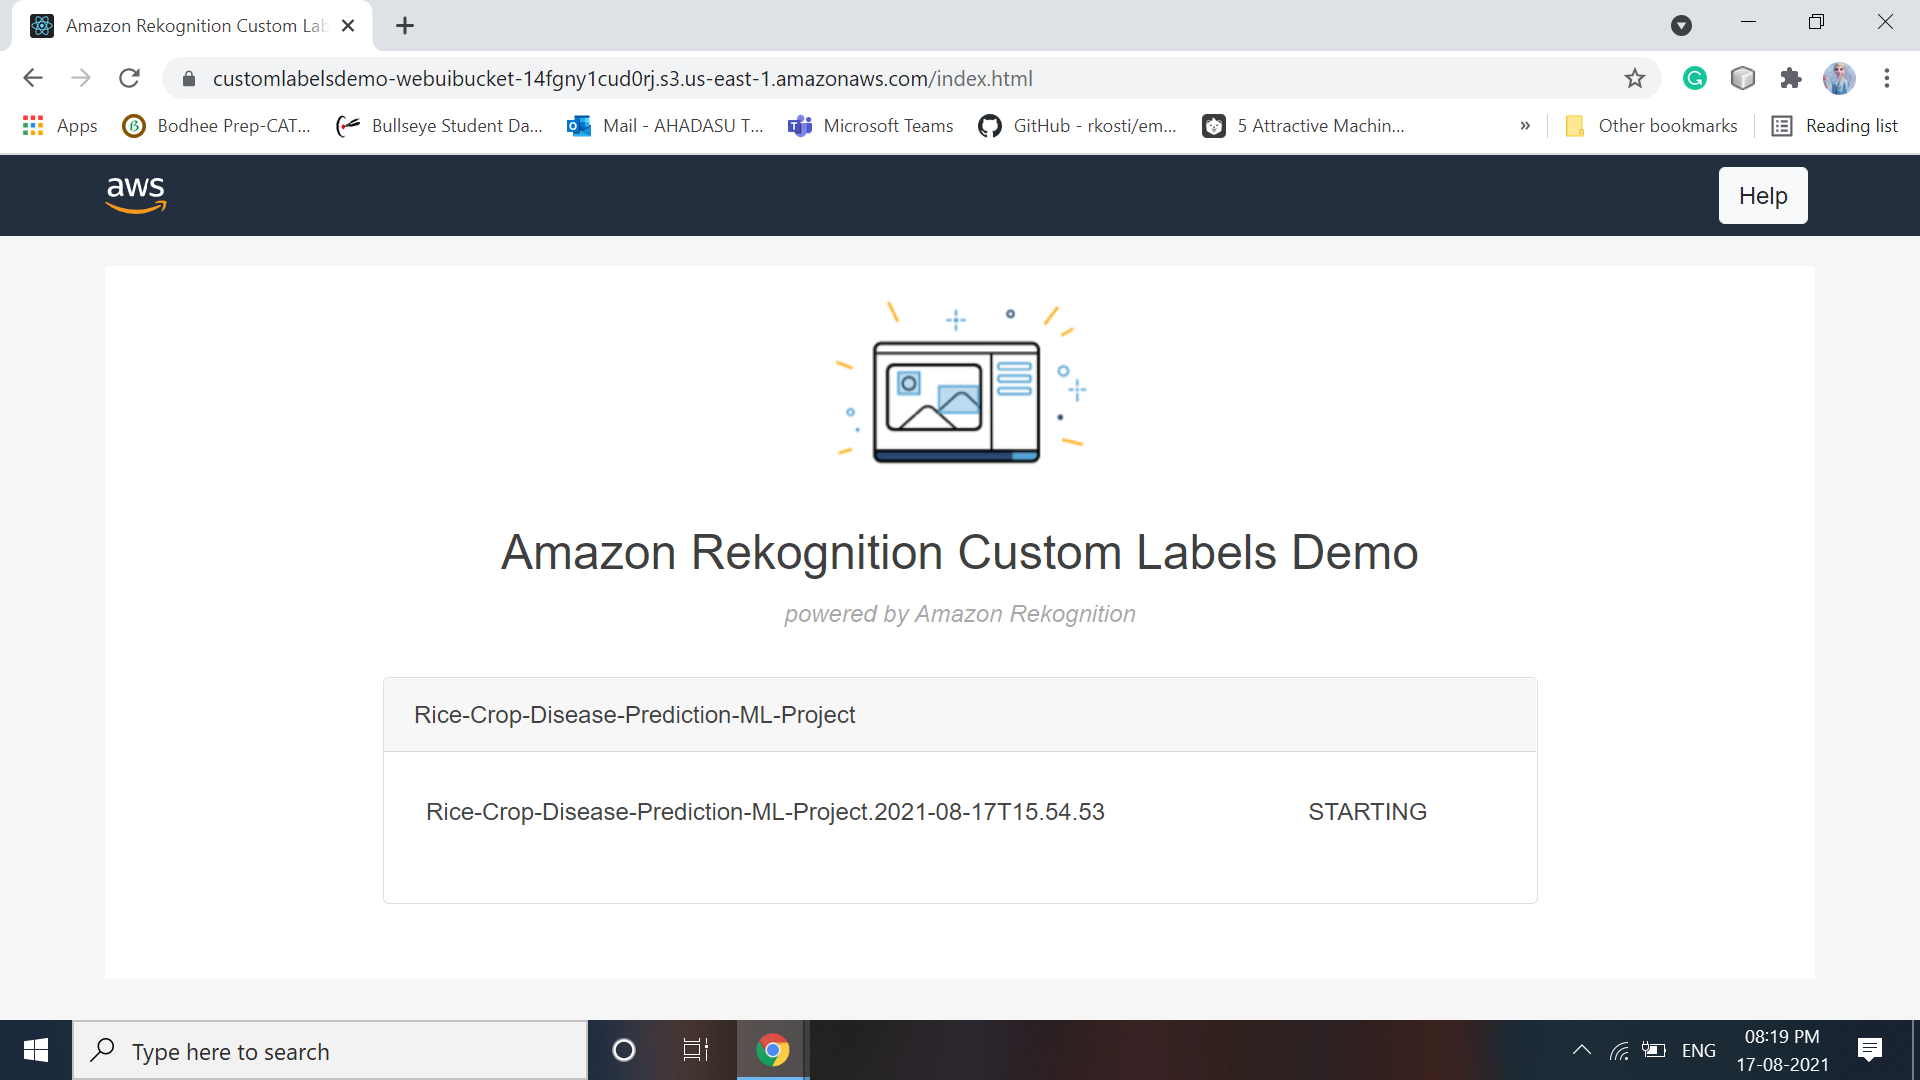 Amazon Rekognition Custom Lab
customlabelsdemo-webuibucket-14fgny1cud0rj.s3.us-east-1.amazonaws.com/index.html
Apps
Bodhee Prep-CAT...
Bullseye Student Da...
Mail - AHADASU T...
Microsoft Teams
GitHub - rkosti/em...
5 Attractive Machin...
»
Other bookmarks
Reading list
aws
Help
Amazon Rekognition Custom Labels Demo
powered by Amazon Rekognition
Rice-Crop-Disease-Prediction-ML-Project
Rice-Crop-Disease-Prediction-ML-Project.2021-08-17T15.54.53 STARTING
Type here to search
ENG
08:19 PM
17-08-2021